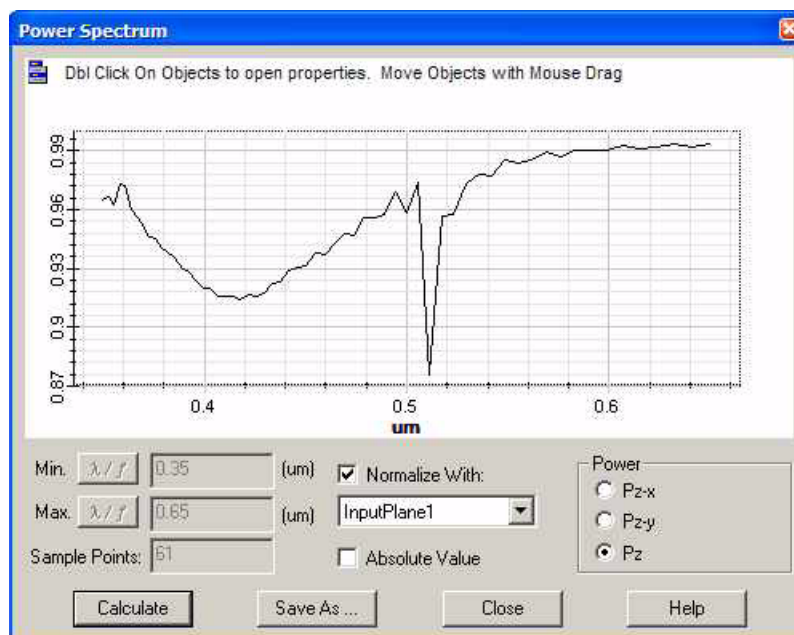 Power Spectrum
Dbl Click On Objects to open properties. Move Objects with Mouse Drag
0.99
0.96
0.93
0.9
0.87
0.4 0.5 0.6
um
Min. λ/f 0.35 (um) Normalize With:
Max. λ/f 0.65 (um) InputPlane1
Sample Points: 61 Absolute Value
Power
Pz-x
Pz-y
Pz
Calculate Save As ... Close Help